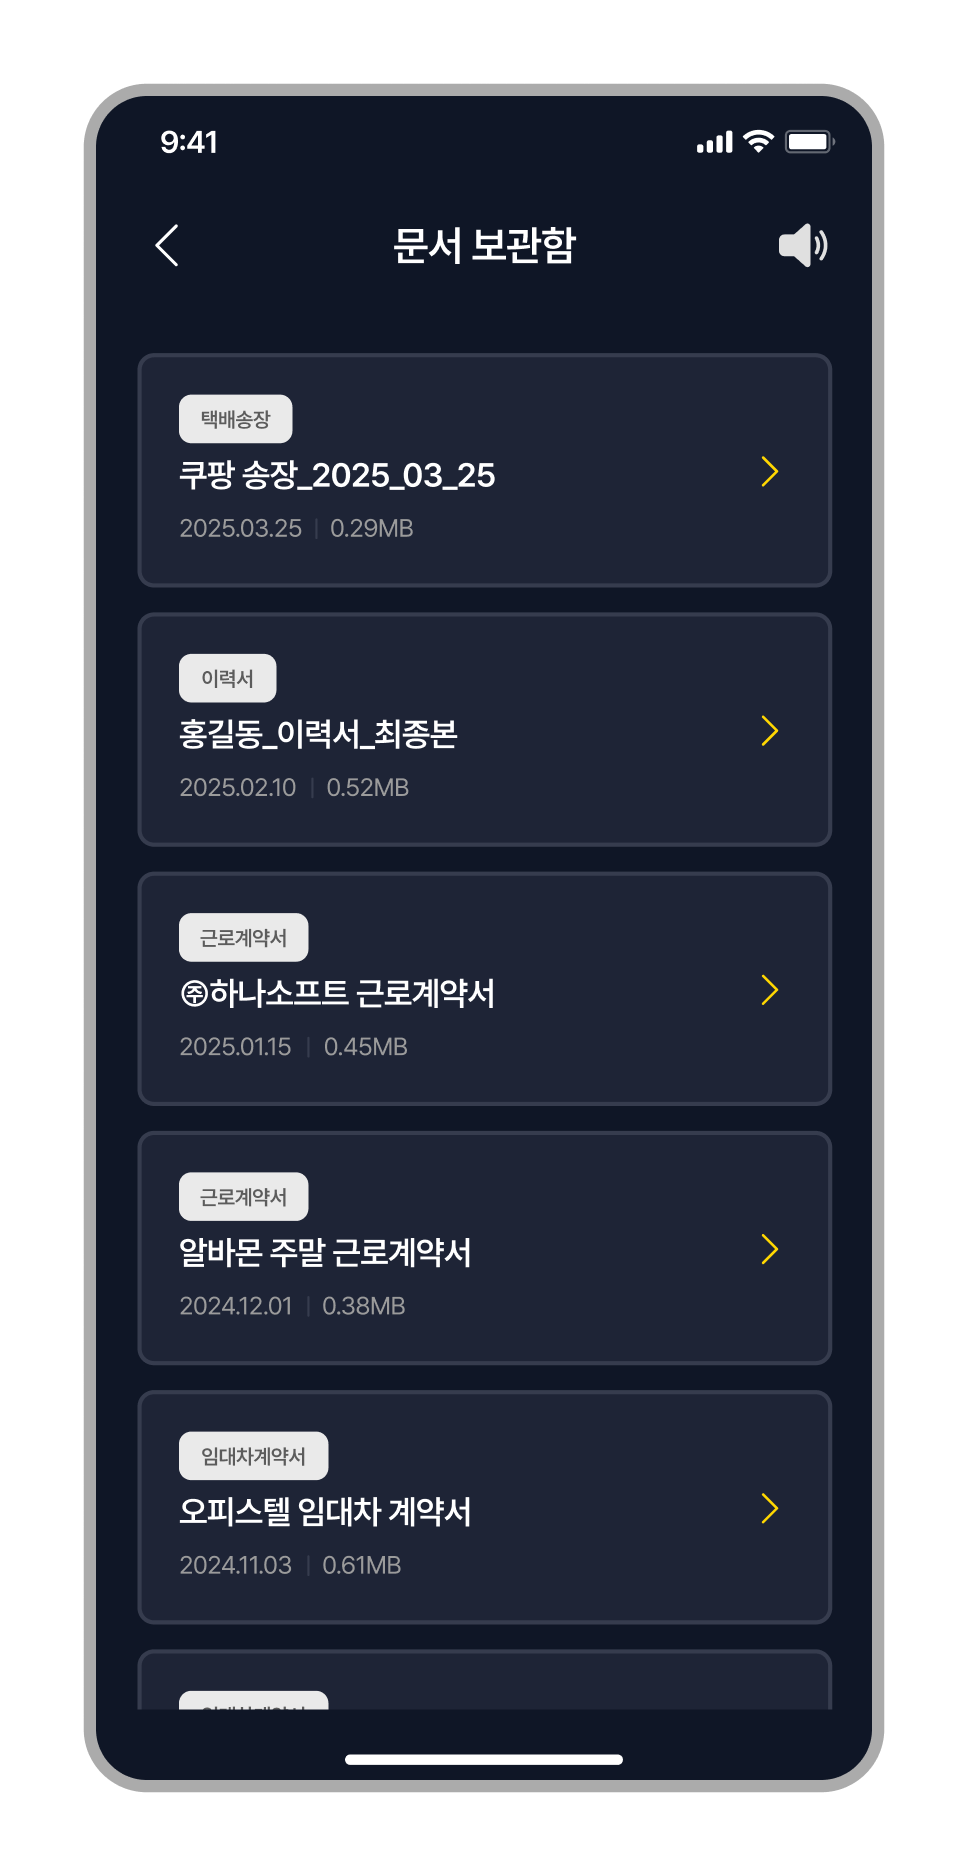 9:41
문서 보관함
택배송장
쿠팡 송장_2025_03_25
2025.03.25 | 0.29MB
이력서
홍길동_이력서_최종본
2025.02.10 | 0.52MB
근로계약서
㈜하나소프트 근로계약서
2025.01.15 | 0.45MB
근로계약서
알바몬 주말 근로계약서
2024.12.01 | 0.38MB
임대차계약서
오피스텔 임대차 계약서
2024.11.03 | 0.61MB